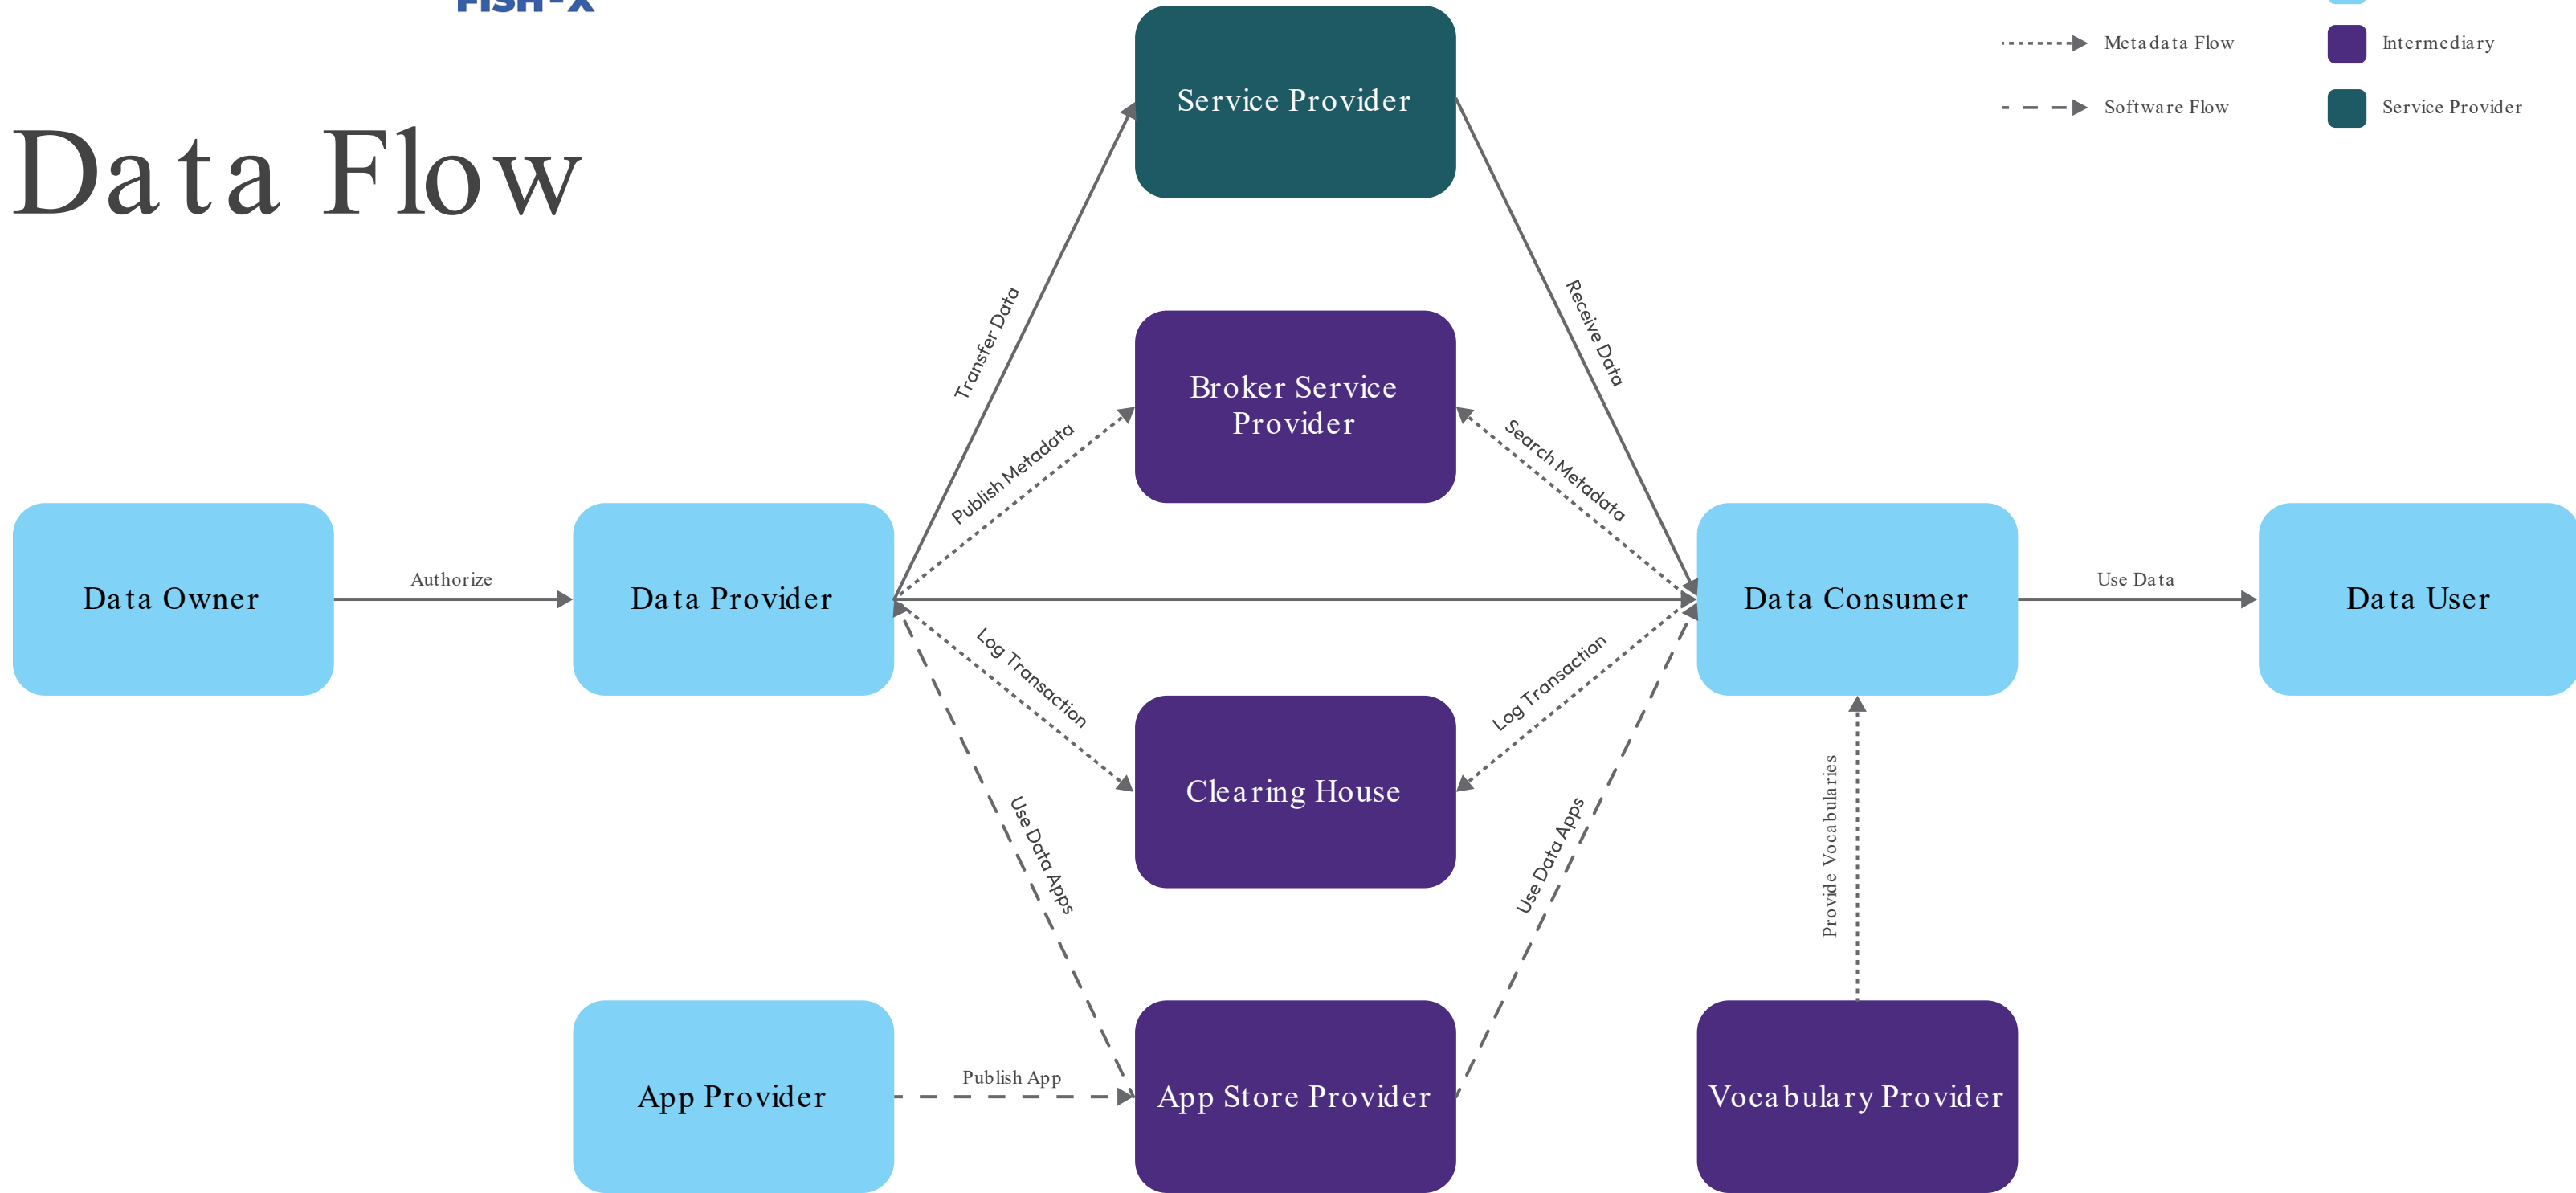 FISH-X
Metadata Flow
Intermediary
Software Flow
Service Provider
Data Flow
Service Provider
Transfer Data
Receive Data
Broker Service
Provider
Publish Metadata
Search Metadata
Data Owner
Authorize
Data Provider
Data Consumer
Use Data
Data User
Log Transaction
Log Transaction
Clearing House
Use Data Apps
Use Data Apps
Provide Vocabularies
App Provider
Publish App
App Store Provider
Vocabulary Provider